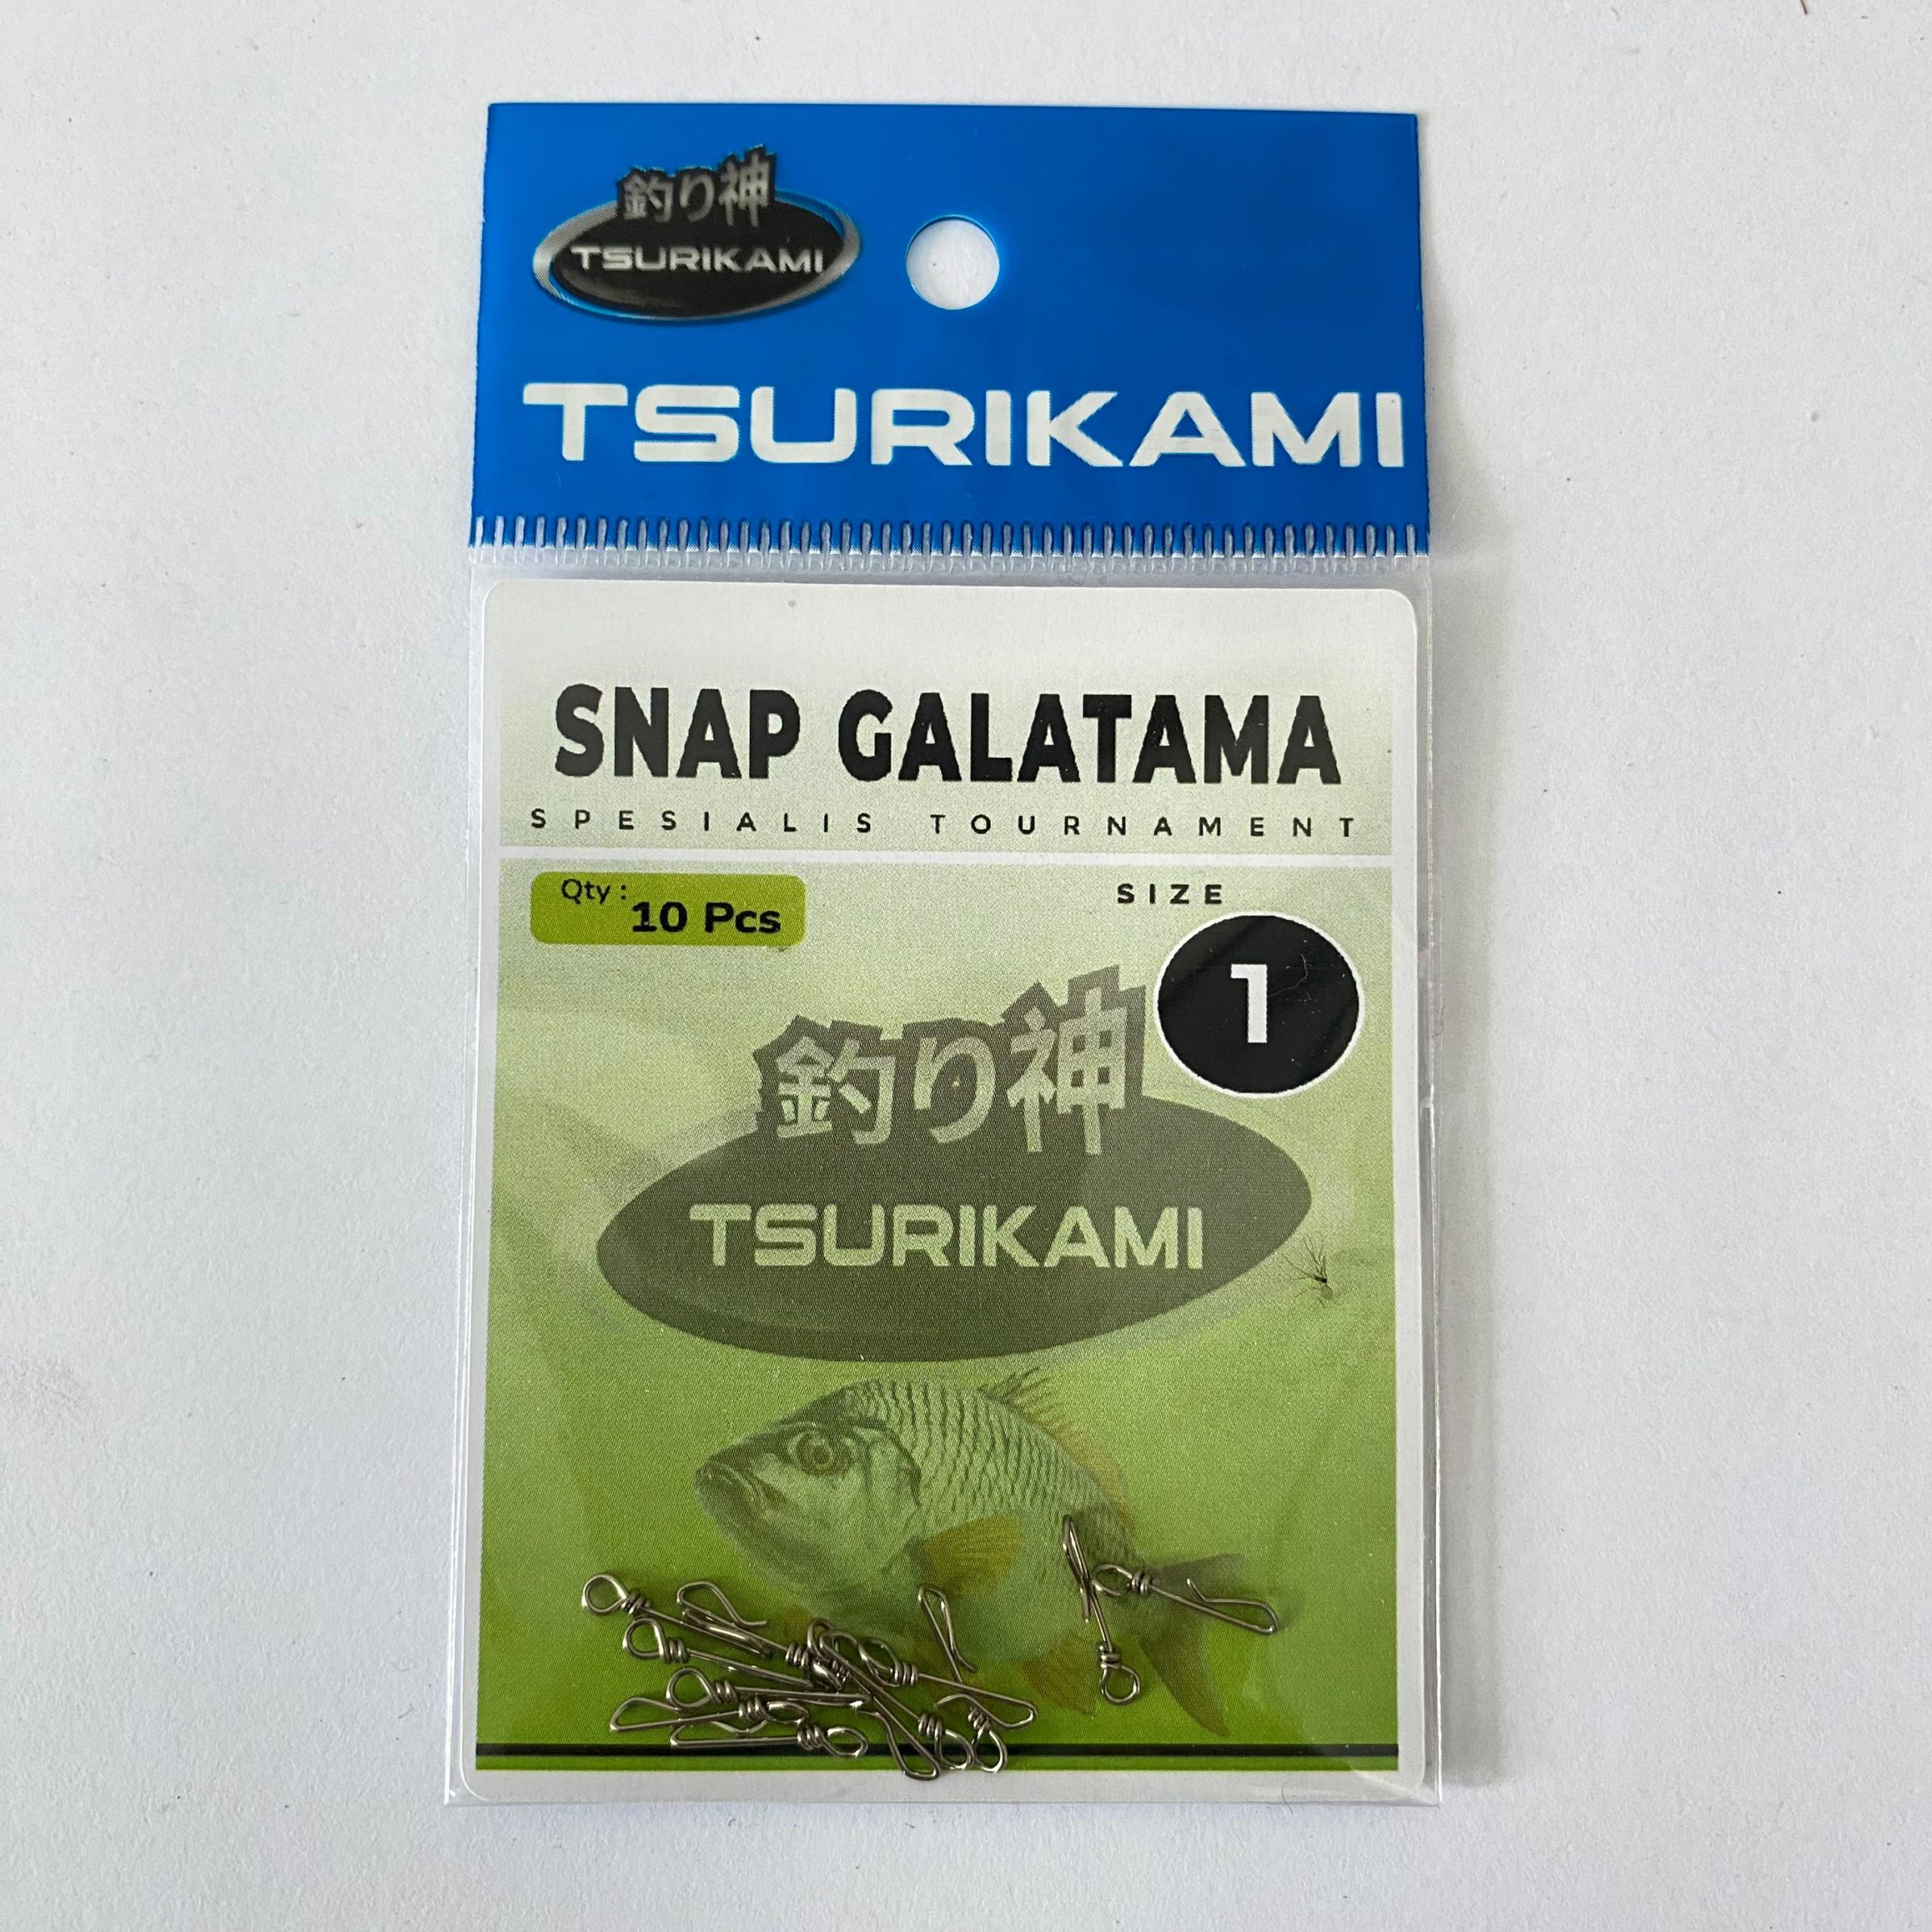 釣り神
TSURIKAMI
TSURIKAMI
SNAP GALATAMA
SPESIALIS TOURNAMENT
Qty : 10 Pcs
SIZE
1
釣り神
TSURIKAMI